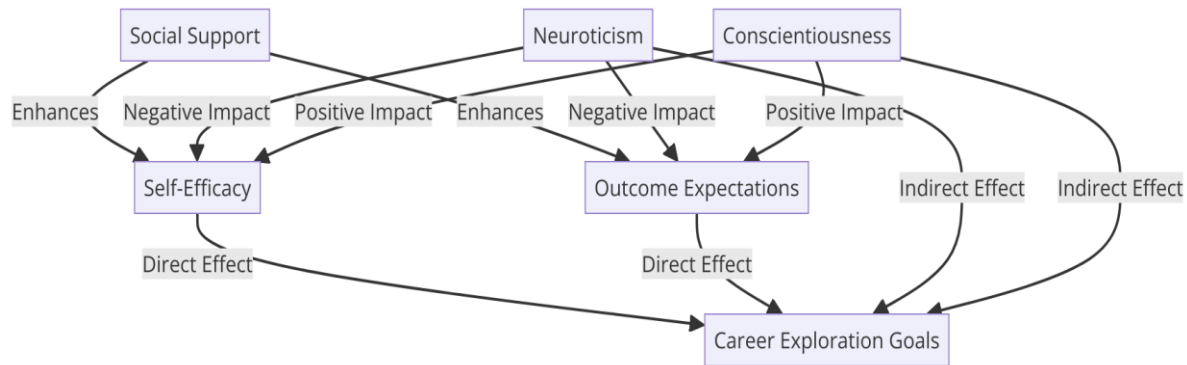 Social Support
Neuroticism
Conscientiousness
Enhances
Negative Impact
Positive Impact
Enhances
Negative Impact
Positive Impact
Self-Efficacy
Outcome Expectations
Indirect Effect
Indirect Effect
Direct Effect
Direct Effect
Career Exploration Goals